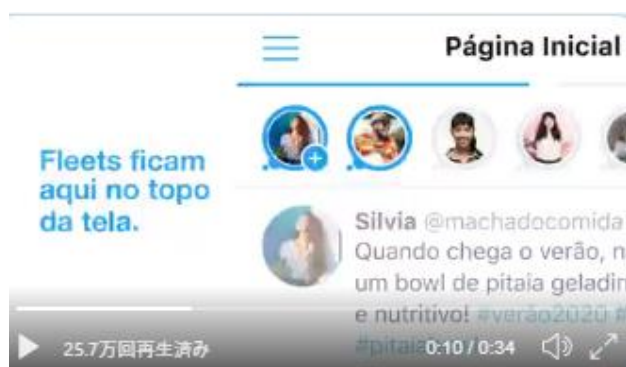 Página Inicial
Fleets ficam
aqui no topo
da tela.
Silvia @machadocomida
Quando chega o verão, n
um bowl de pitaia geladin
e nutritivo! #verão2020 #
#pitaia
25.7万回再生済み
0:10 / 0:34